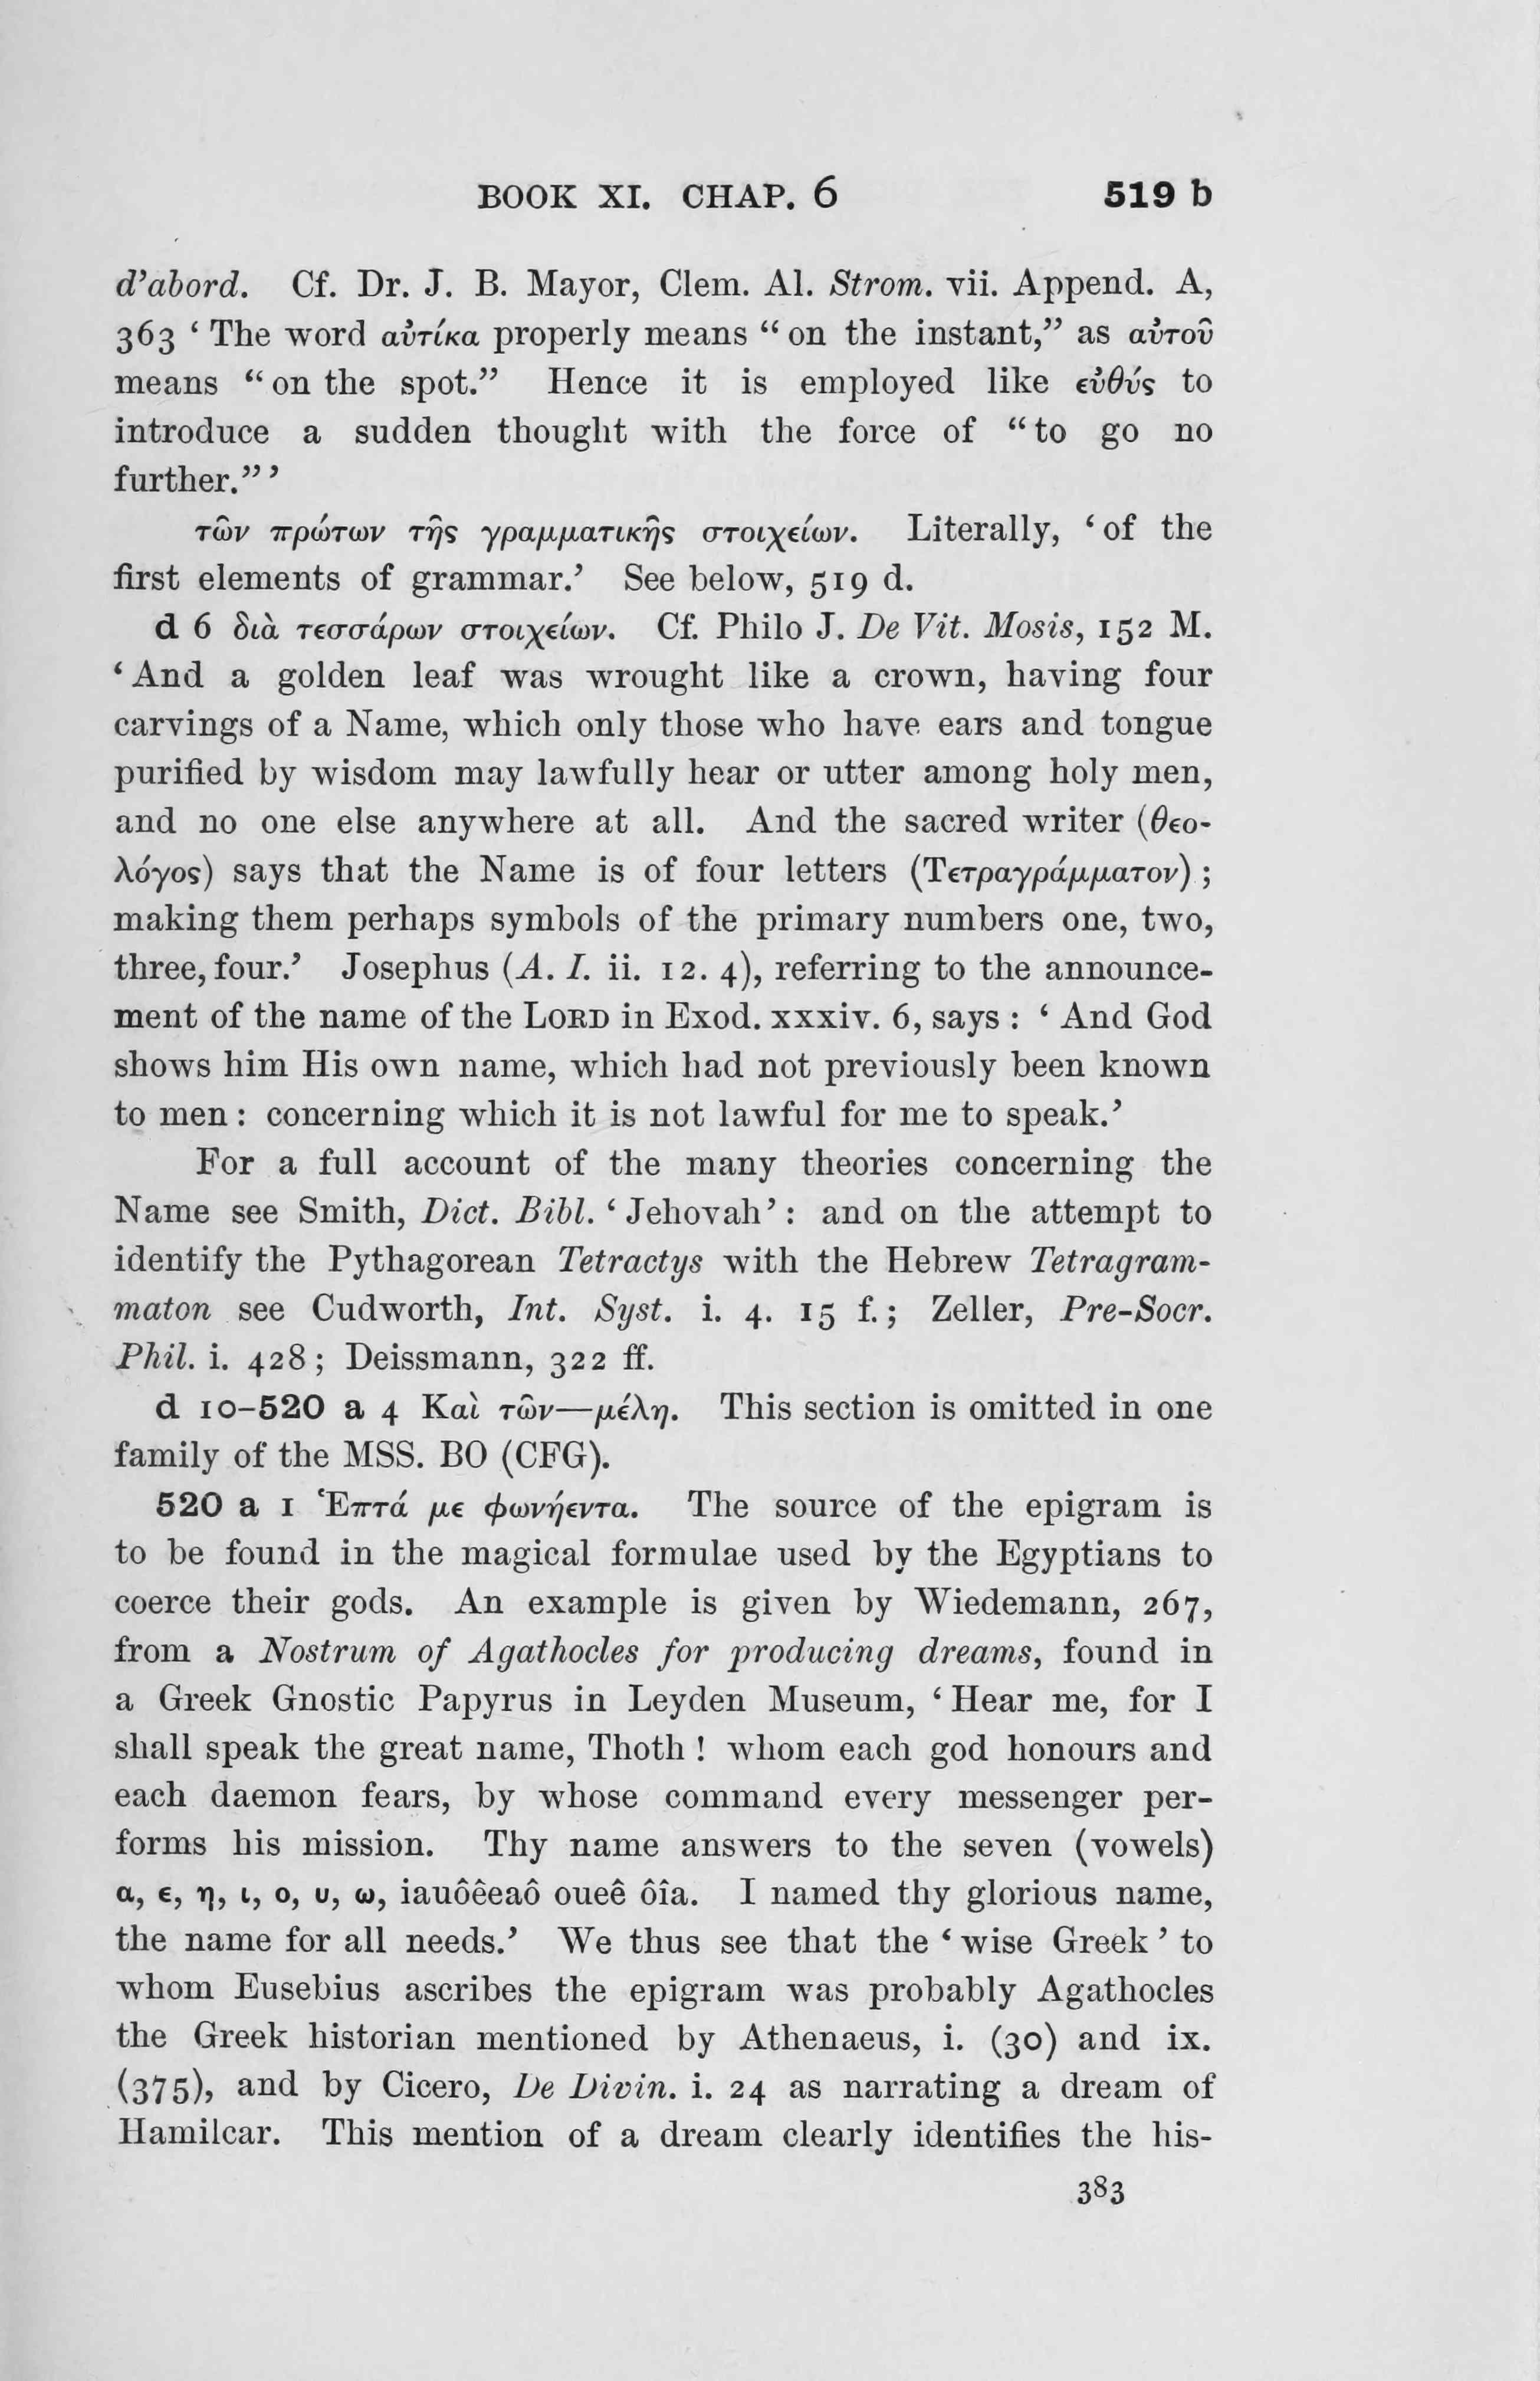 BOOK XI. CHAP. 6 519 b
d'abord. Cf. Dr. J. B. Mayor, Clem. Al. Strom. vii. Append. A,
363 ‘ The word αὐτίκα properly means “ on the instant,” as αὐτοῦ
means “ on the spot.” Hence it is employed like εὐθύς to
introduce a sudden thought with the force of “ to go no
further.” ’
τῶν πρώτων τῆς γραμματικῆς στοιχείων. Literally, ‘ of the
first elements of grammar.’ See below, 519 d.
d 6 διὰ τεσσάρων στοιχείων. Cf. Philo J. De Vit. Mosis, 152 M.
‘ And a golden leaf was wrought like a crown, having four
carvings of a Name, which only those who have ears and tongue
purified by wisdom may lawfully hear or utter among holy men,
and no one else anywhere at all. And the sacred writer (θεο-
λόγος) says that the Name is of four letters (Τετραγράμματον) ;
making them perhaps symbols of the primary numbers one, two,
three, four.’ Josephus (A. I. ii. 12. 4), referring to the announce-
ment of the name of the LORD in Exod. xxxiv. 6, says : ‘ And God
shows him His own name, which had not previously been known
to men : concerning which it is not lawful for me to speak.’
For a full account of the many theories concerning the
Name see Smith, Dict. Bibl. ‘ Jehovah ’ : and on the attempt to
identify the Pythagorean Tetractys with the Hebrew Tetragram-
maton see Cudworth, Int. Syst. i. 4. 15 f. ; Zeller, Pre-Socr.
Phil. i. 428 ; Deissmann, 322 ff.
d 10–520 a 4 Καὶ τῶν—μέλη. This section is omitted in one
family of the MSS. BO (CFG).
520 a 1 Ἑπτά με φωνήεντα. The source of the epigram is
to be found in the magical formulae used by the Egyptians to
coerce their gods. An example is given by Wiedemann, 267,
from a Nostrum of Agathocles for producing dreams, found in
a Greek Gnostic Papyrus in Leyden Museum, ‘ Hear me, for I
shall speak the great name, Thoth ! whom each god honours and
each daemon fears, by whose command every messenger per-
forms his mission. Thy name answers to the seven (vowels)
α, ε, η, ι, ο, υ, ω, iauôêeaô oueê ôîa. I named thy glorious name,
the name for all needs.’ We thus see that the ‘ wise Greek ’ to
whom Eusebius ascribes the epigram was probably Agathocles
the Greek historian mentioned by Athenaeus, i. (30) and ix.
(375), and by Cicero, De Divin. i. 24 as narrating a dream of
Hamilcar. This mention of a dream clearly identifies the his-
383